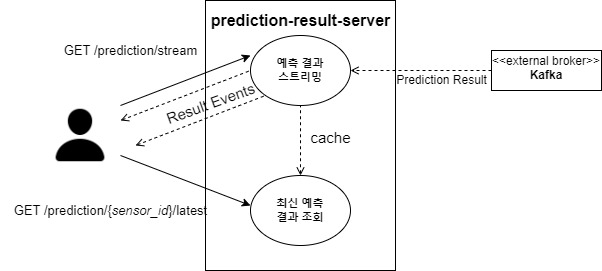 prediction-result-server
GET /prediction/stream
예측 결과
스트리밍
<<external broker>>
Kafka
Prediction Result
Result Events
cache
GET /prediction/{sensor_id}/latest
최신 예측
결과 조회